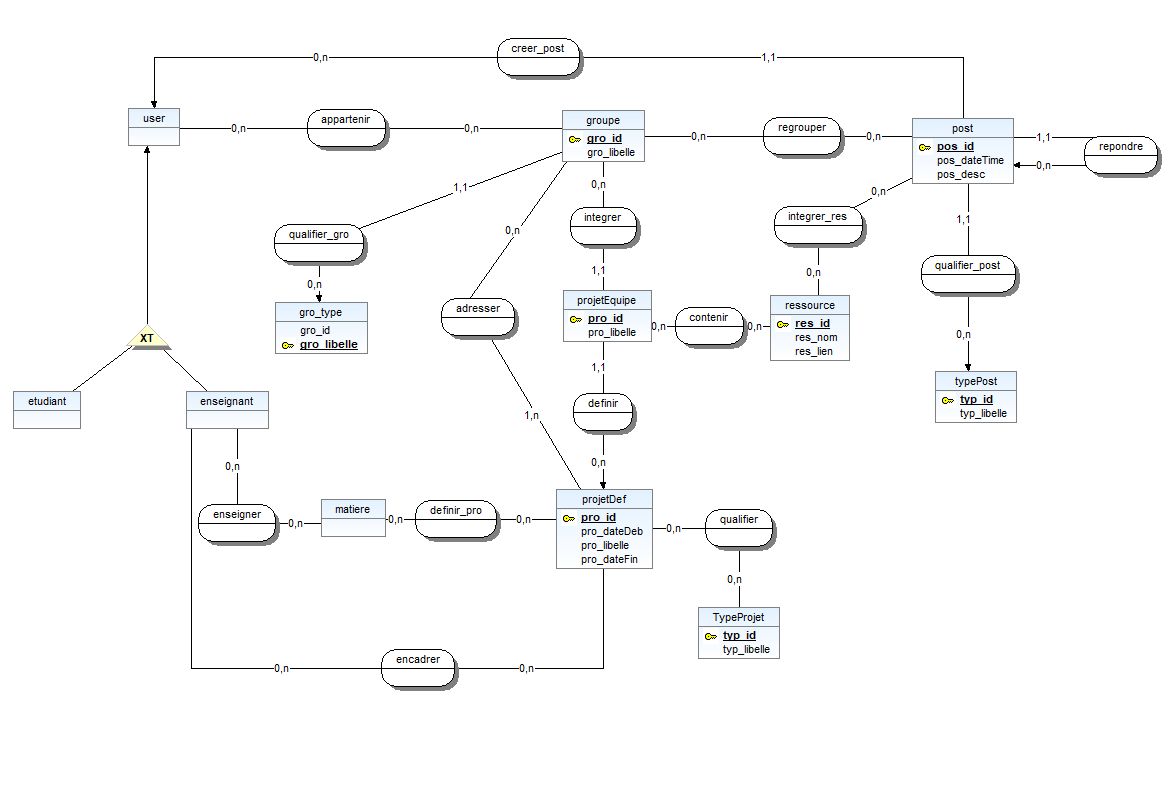 creer_post
0,n
1,1
user
0,n
appartenir
0,n
groupe
gro_id
gro_libelle
0,n
regrouper
0,n
post
pos_id
pos_dateTime
pos_desc
1,1
0,n
repondre
1,1
qualifier_gro
0,n
gro_type
gro_id
gro_libelle
0,n
adresser
1,n
0,n
integrer
1,1
projetEquipe
pro_id
pro_libelle
0,n
contenir
0,n
ressource
res_id
res_nom
res_lien
0,n
integrer_res
0,n
1,1
qualifier_post
0,n
typePost
typ_id
typ_libelle
XT
etudiant
enseignant
1,1
definir
0,n
0,n
enseigner
0,n
matiere
0,n
definir_pro
0,n
projetDef
pro_id
pro_dateDeb
pro_libelle
pro_dateFin
0,n
qualifier
0,n
TypeProjet
typ_id
typ_libelle
0,n
encadrer
0,n